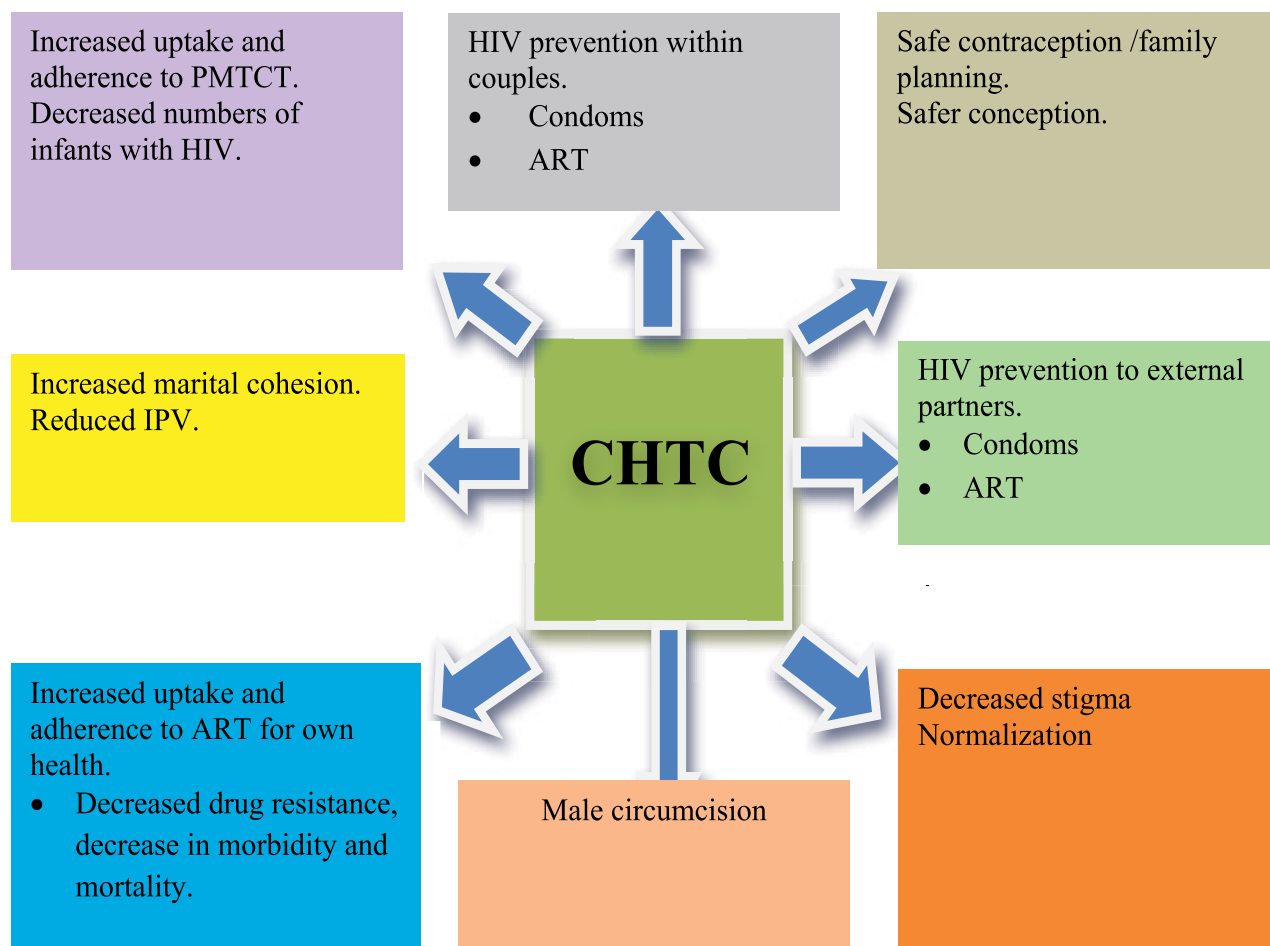 Increased uptake and
adherence to PMTCT.
Decreased numbers of
infants with HIV.
HIV prevention within
couples.
• Condoms
• ART
Safe contraception /family
planning.
Safer conception.
Increased marital cohesion.
Reduced IPV.
CHTC
HIV prevention to external
partners.
• Condoms
• ART
Increased uptake and
adherence to ART for own
health.
• Decreased drug resistance,
decrease in morbidity and
mortality.
Male circumcision
Decreased stigma
Normalization